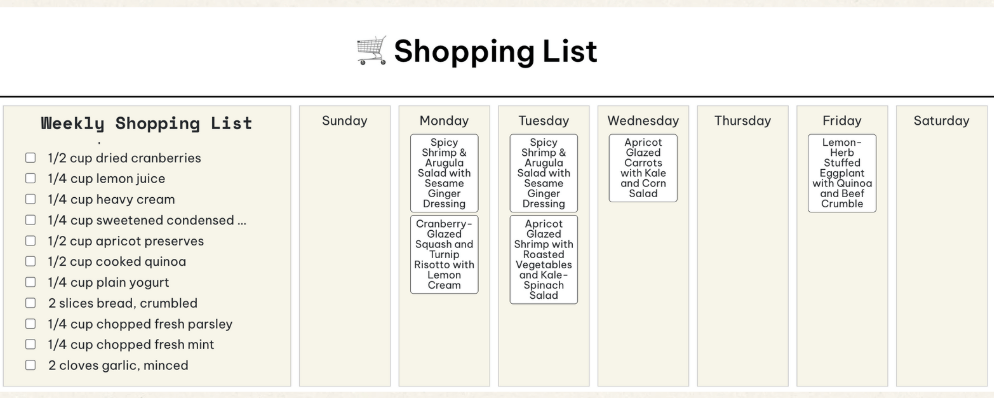 Shopping List
Weekly Shopping List
1/2 cup dried cranberries
1/4 cup lemon juice
1/4 cup heavy cream
1/4 cup sweetened condensed ...
1/2 cup apricot preserves
1/2 cup cooked quinoa
1/4 cup plain yogurt
2 slices bread, crumbled
1/4 cup chopped fresh parsley
1/4 cup chopped fresh mint
2 cloves garlic, minced
Sunday
Monday
Spicy
Shrimp &
Arugula
Salad with
Sesame
Ginger
Dressing
Cranberry-
Glazed
Squash and
Turnip
Risotto with
Lemon
Cream
Tuesday
Spicy
Shrimp &
Arugula
Salad with
Sesame
Ginger
Dressing
Apricot
Glazed
Shrimp with
Roasted
Vegetables
and Kale-
Spinach
Salad
Wednesday
Apricot
Glazed
Carrots
with Kale
and Corn
Salad
Thursday
Friday
Lemon-
Herb
Stuffed
Eggplant
with Quinoa
and Beef
Crumble
Saturday